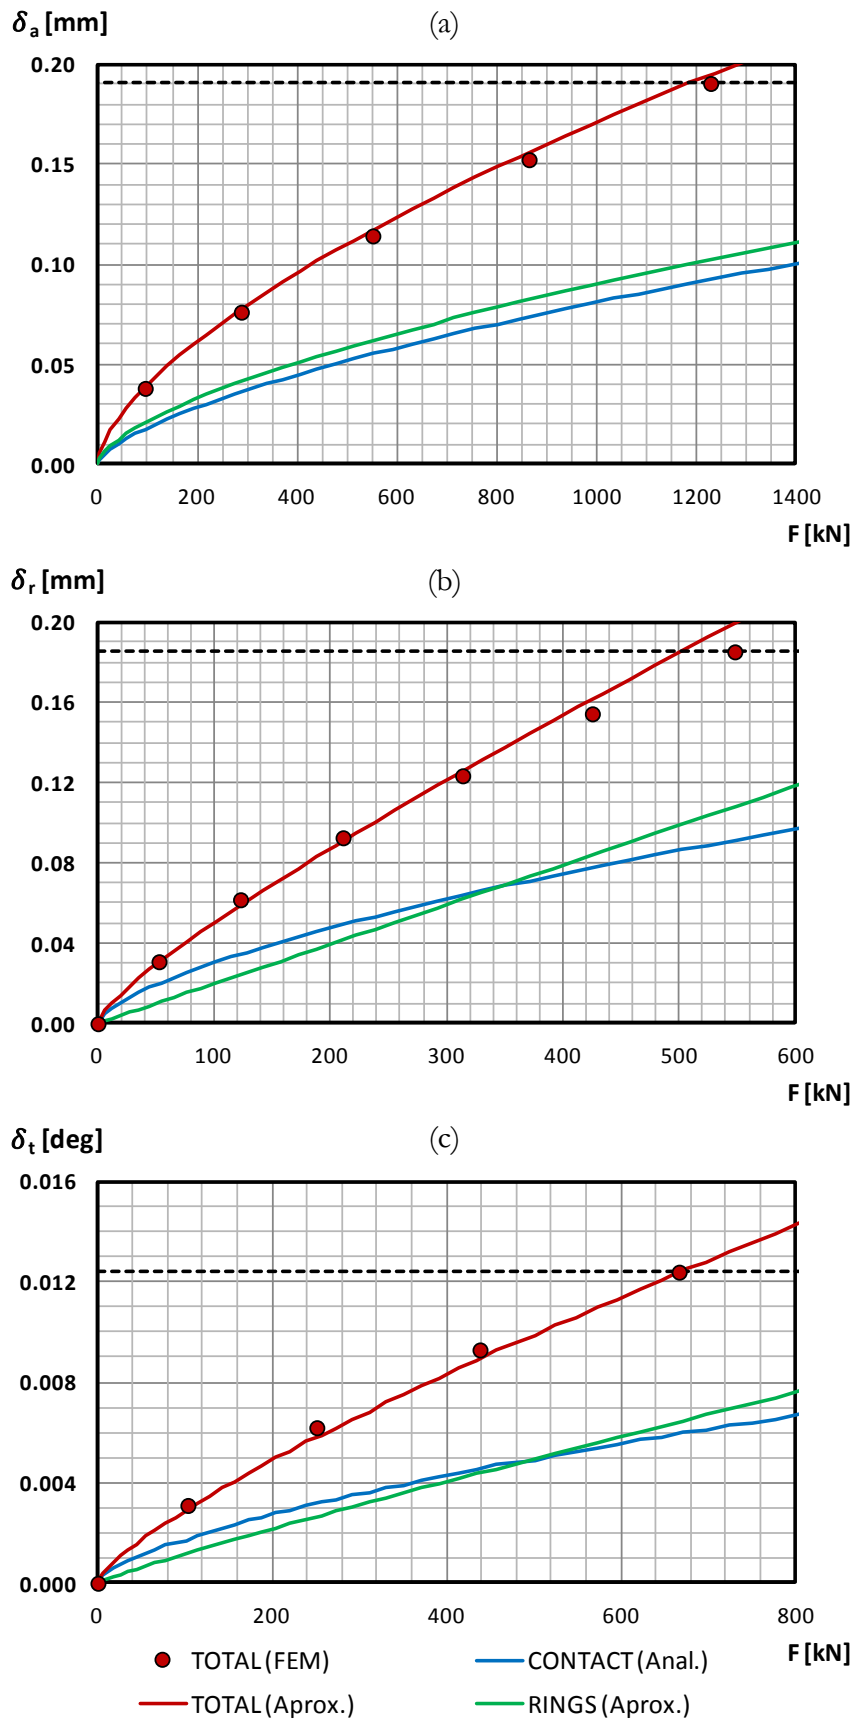 δa [mm] (a)
0.20
0.15
0.10
0.05
0.00
0 200 400 600 800 1000 1200 1400
F [kN]
δr [mm] (b)
0.20
0.16
0.12
0.08
0.04
0.00
0 100 200 300 400 500 600
F [kN]
δt [deg] (c)
0.016
0.012
0.008
0.004
0.000
0 200 400 600 800
F [kN]
TOTAL (FEM) CONTACT (Anal.)
TOTAL (Aprox.) RINGS (Aprox.)